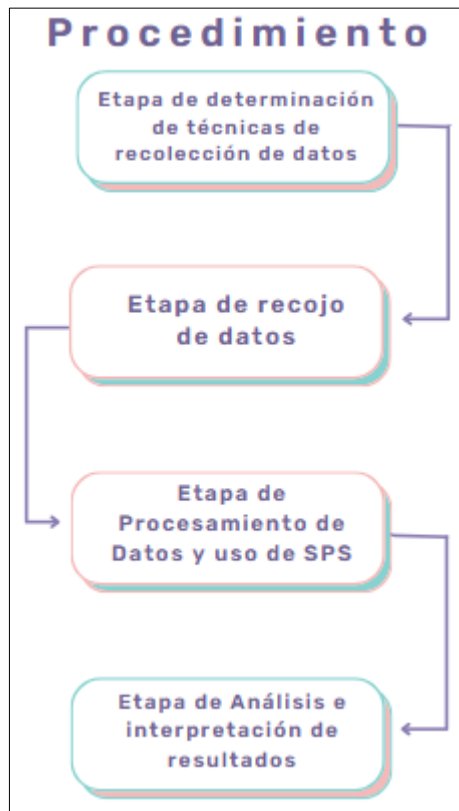 Procedimiento
Etapa de determinación
de técnicas de
recolección de datos
Etapa de recojo
de datos
Etapa de
Procesamiento de
Datos y uso de SPS
Etapa de Análisis e
interpretación de
resultados